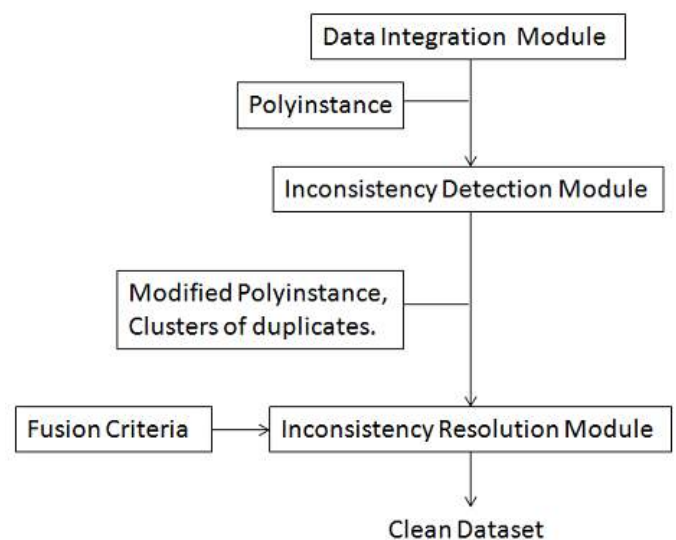 Data Integration Module
Polyinstance
Inconsistency Detection Module
Modified Polyinstance,
Clusters of duplicates.
Fusion Criteria
Inconsistency Resolution Module
Clean Dataset